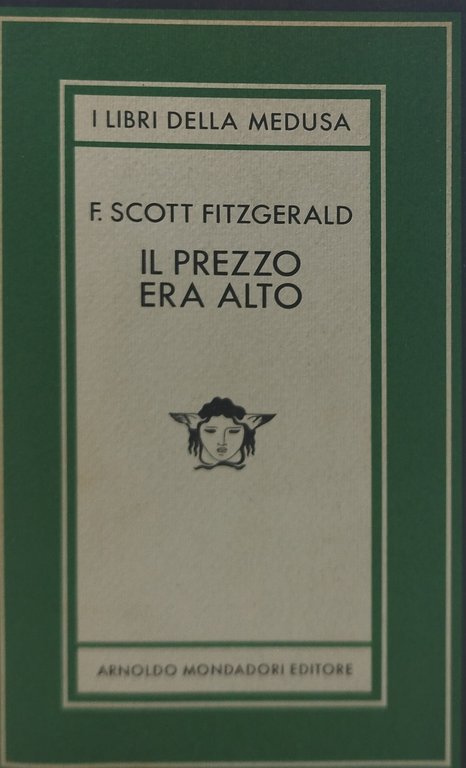 I LIBRI DELLA MEDUSA
F. SCOTT FITZGERALD
IL PREZZO
ERA ALTO
ARNOLDO MONDADORI EDITORE